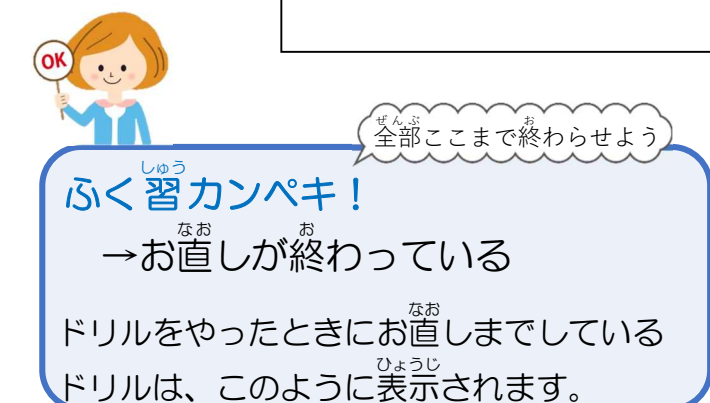 OK
全部ここまで終わらせよう
ふく習カンペキ！
→お直しが終わっている
ドリルをやったときにお直しまでしている
ドリルは、このように表示されます。